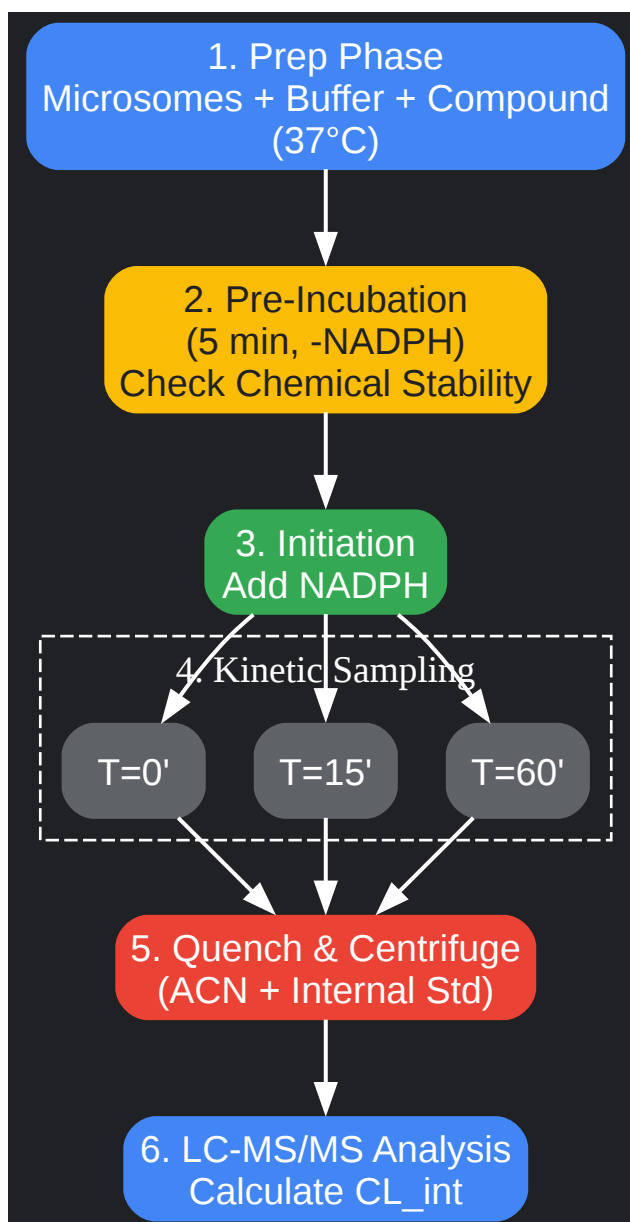 1. Prep Phase
Microsomes + Buffer + Compound
(37°C)
2. Pre-Incubation
(5 min, -NADPH)
Check Chemical Stability
3. Initiation
Add NADPH
4. Kinetic Sampling
T=0'
T=15'
T=60'
5. Quench & Centrifuge
(ACN + Internal Std)
6. LC-MS/MS Analysis
Calculate CL_int